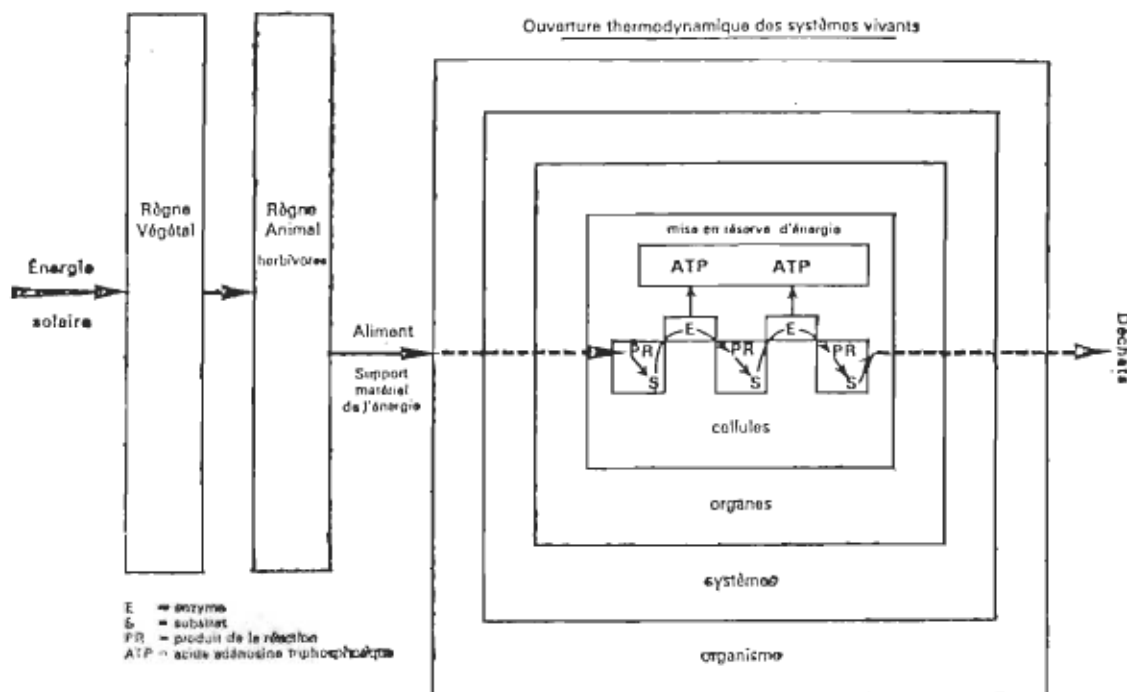 Ouverture thermodynamique des systèmes vivants
Règne
Végétal
Règne
Animal
herbivores
Énergie
solaire
Aliment
Support
matériel
de l'énergie
mise en réserve d'énergie
ATP ATP
E E
PR PR PR
S S S
cellules
organes
systèmes
organisme
Déchets
E = enzyme
S = substrat
PR = produit de la réaction
ATP = acide adénosine triphosphorique